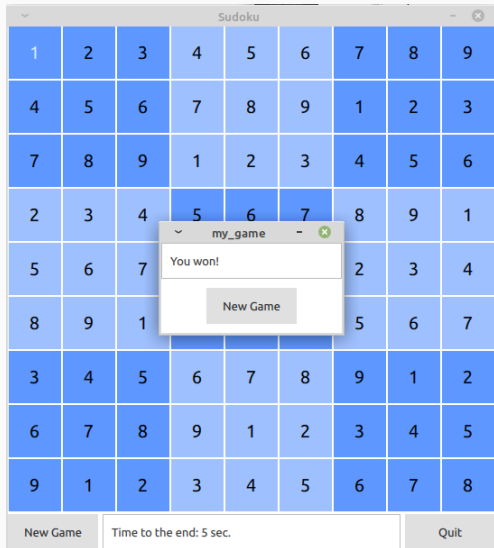 Sudoku
1 2 3 4 5 6 7 8 9
4 5 6 7 8 9 1 2 3
7 8 9 1 2 3 4 5 6
2 3 4 5 6 7 8 9 1
my_game
You won!
5 6 7 2 3 4
New Game
8 9 1 5 6 7
3 4 5 6 7 8 9 1 2
6 7 8 9 1 2 3 4 5
9 1 2 3 4 5 6 7 8
New Game Time to the end: 5 sec. Quit